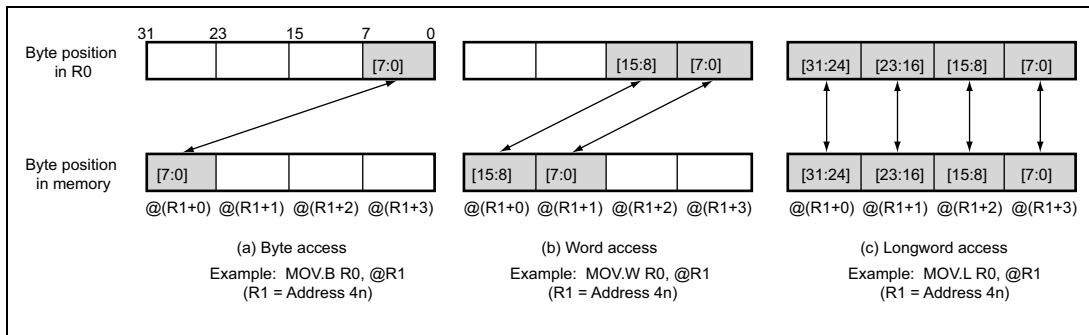 31 23 15 7 0
Byte position
in R0
[7:0] [15:8] [7:0] [31:24] [23:16] [15:8] [7:0]
Byte position
in memory
[7:0] [15:8] [7:0] [31:24] [23:16] [15:8] [7:0]
@(R1+0) @(R1+1) @(R1+2) @(R1+3) @(R1+0) @(R1+1) @(R1+2) @(R1+3) @(R1+0) @(R1+1) @(R1+2) @(R1+3)
(a) Byte access (b) Word access (c) Longword access
Example: MOV.B R0, @R1 Example: MOV.W R0, @R1 Example: MOV.L R0, @R1
(R1 = Address 4n) (R1 = Address 4n) (R1 = Address 4n)